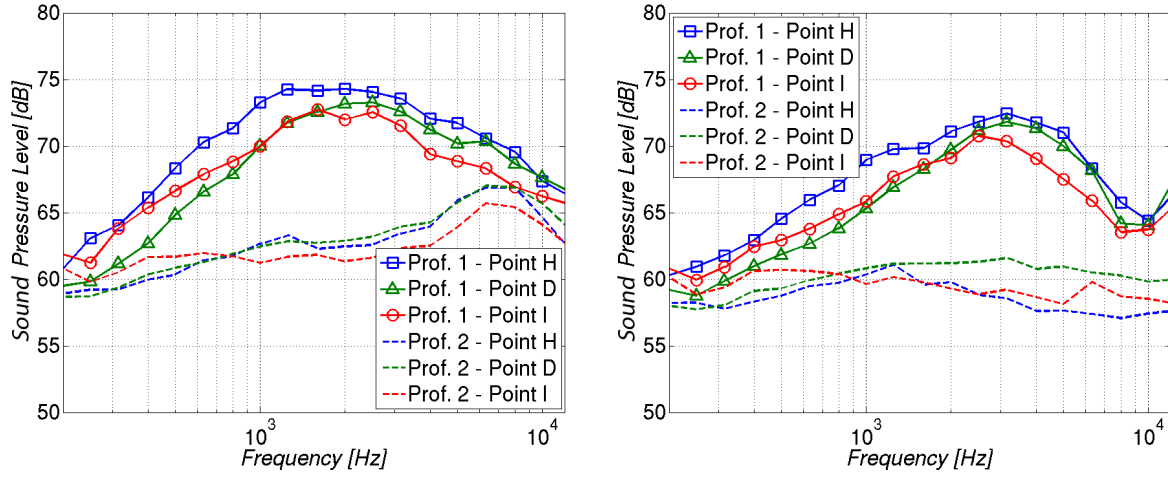 80
75
70
65
60
55
50
Sound Pressure Level [dB]
10^3
10^4
Frequency [Hz]
Prof. 1 - Point H
Prof. 1 - Point D
Prof. 1 - Point I
Prof. 2 - Point H
Prof. 2 - Point D
Prof. 2 - Point I
80
75
70
65
60
55
50
Sound Pressure Level [dB]
Prof. 1 - Point H
Prof. 1 - Point D
Prof. 1 - Point I
Prof. 2 - Point H
Prof. 2 - Point D
Prof. 2 - Point I
10^3
10^4
Frequency [Hz]